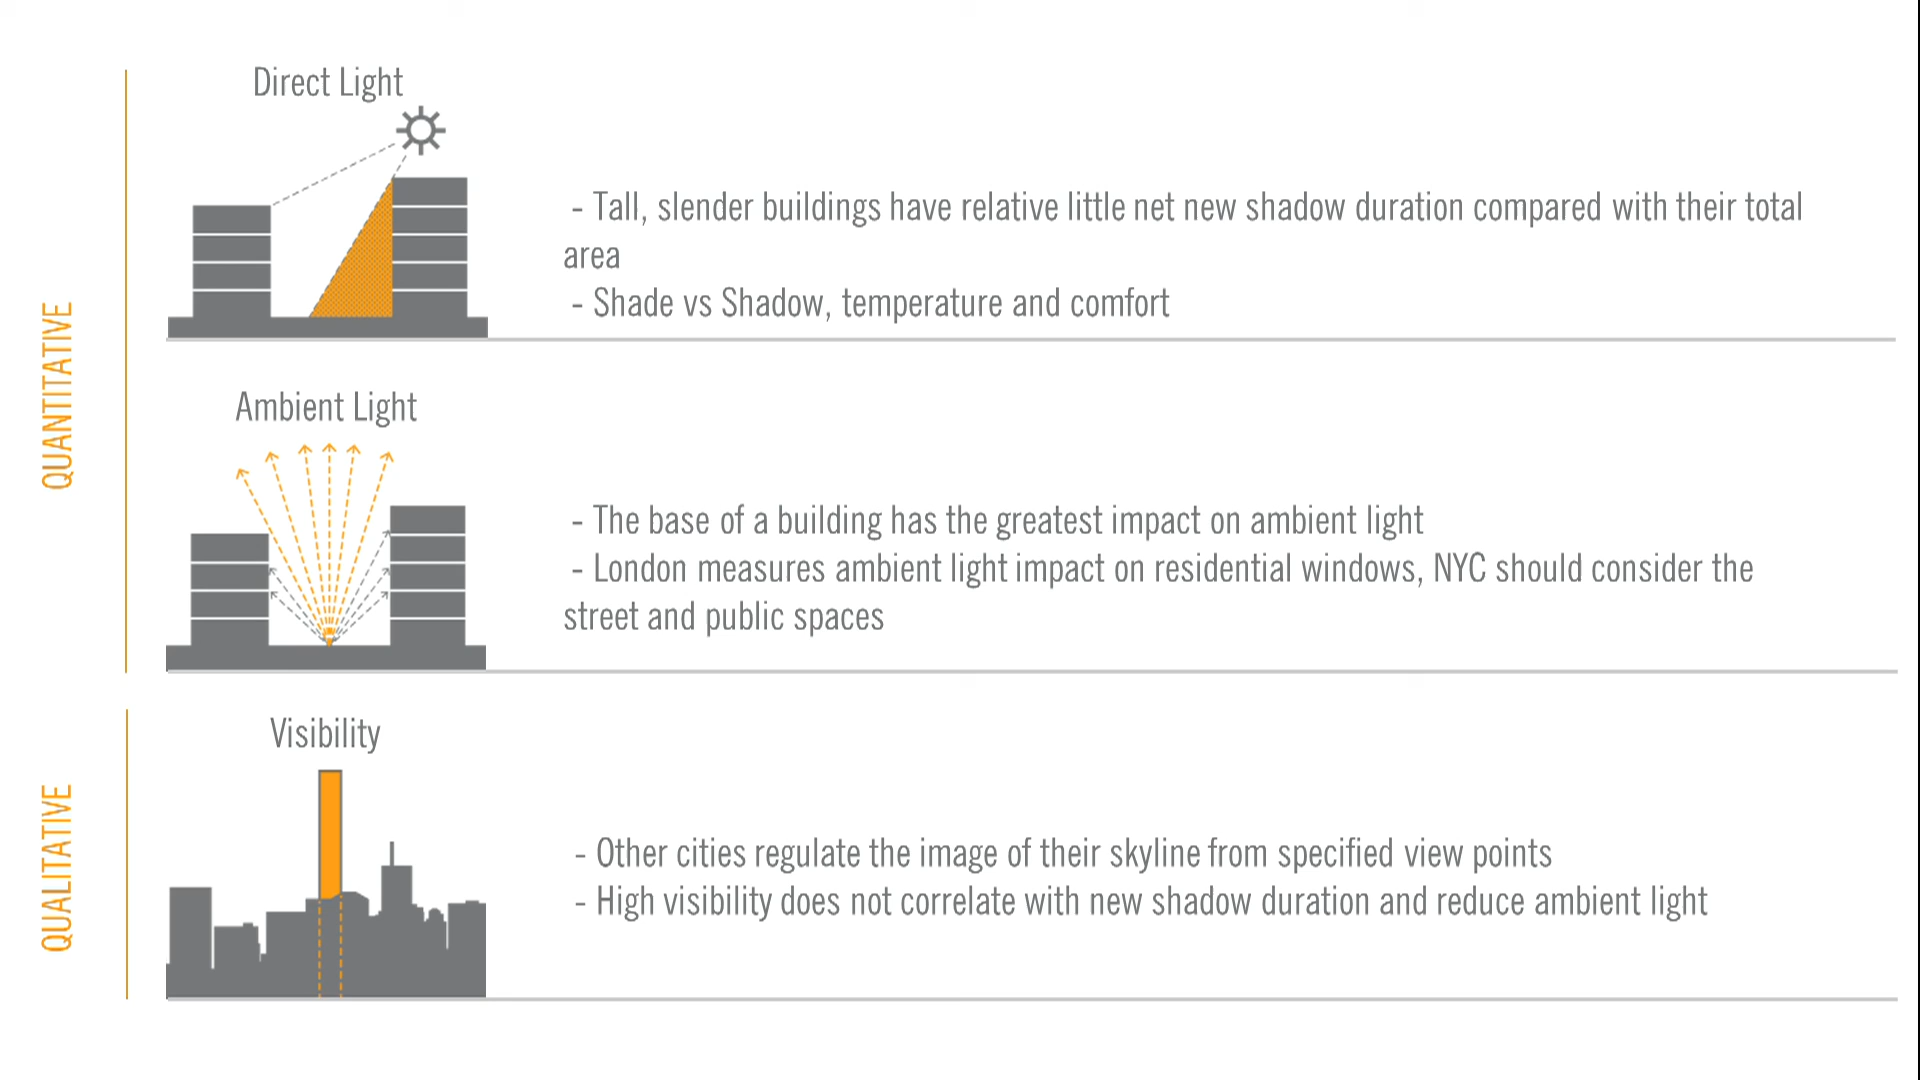 QUANTITATIVE
Direct Light
- Tall, slender buildings have relative little net new shadow duration compared with their total
area
- Shade vs Shadow, temperature and comfort
Ambient Light
- The base of a building has the greatest impact on ambient light
- London measures ambient light impact on residential windows, NYC should consider the
street and public spaces
QUALITATIVE
Visibility
- Other cities regulate the image of their skyline from specified view points
- High visibility does not correlate with new shadow duration and reduce ambient light